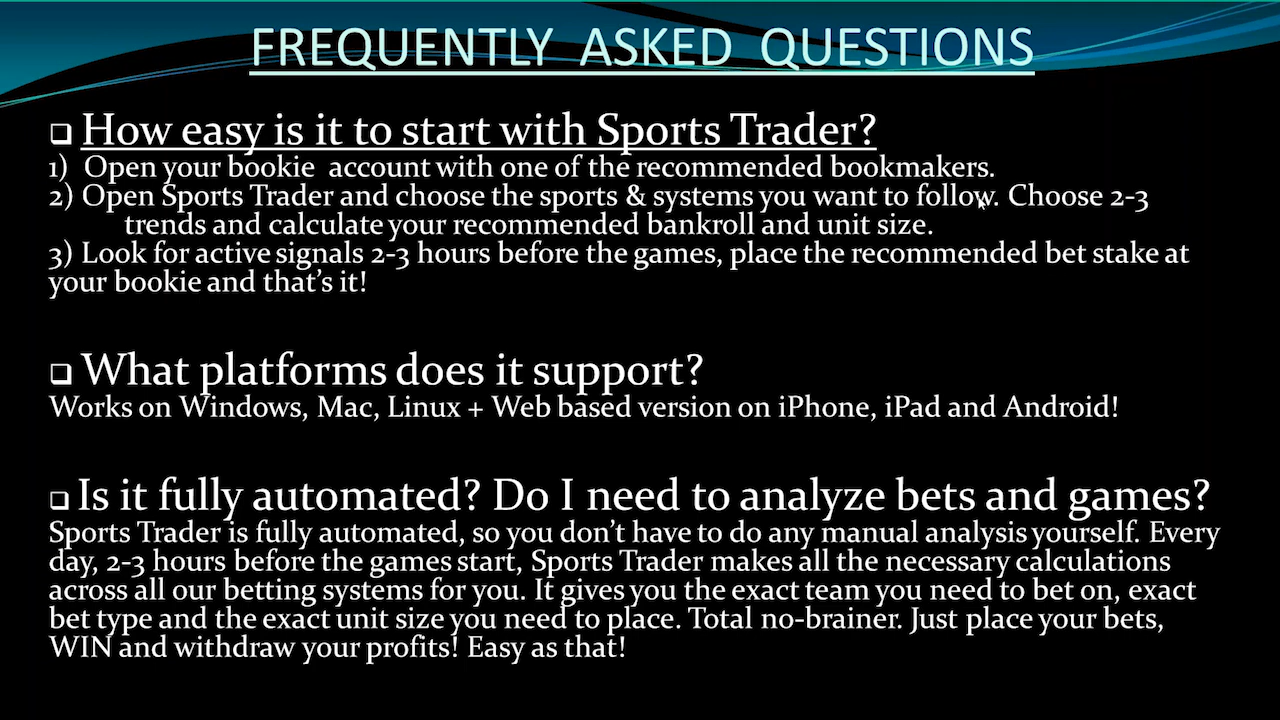 FREQUENTLY ASKED QUESTIONS
How easy is it to start with Sports Trader?
1) Open your bookie account with one of the recommended bookmakers.
2) Open Sports Trader and choose the sports & systems you want to follow. Choose 2-3
trends and calculate your recommended bankroll and unit size.
3) Look for active signals 2-3 hours before the games, place the recommended bet stake at
your bookie and that's it!
What platforms does it support?
Works on Windows, Mac, Linux + Web based version on iPhone, iPad and Android!
Is it fully automated? Do I need to analyze bets and games?
Sports Trader is fully automated, so you don't have to do any manual analysis yourself. Every
day, 2-3 hours before the games start, Sports Trader makes all the necessary calculations
across all our betting systems for you. It gives you the exact team you need to bet on, exact
bet type and the exact unit size you need to place. Total no-brainer. Just place your bets,
WIN and withdraw your profits! Easy as that!